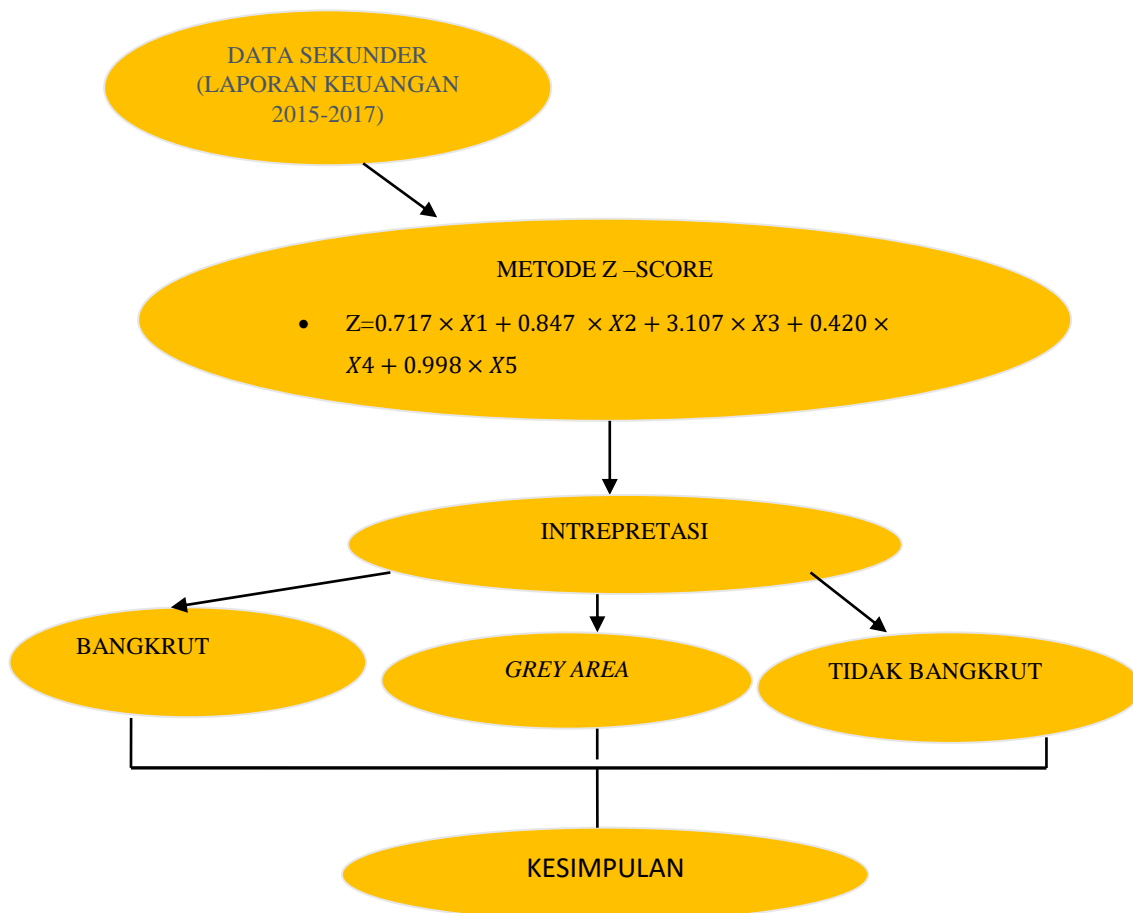 DATA SEKUNDER
(LAPORAN KEUANGAN
2015-2017)
METODE Z –SCORE
• Z=0.717 × X1 + 0.847 × X2 + 3.107 × X3 + 0.420 ×
X4 + 0.998 × X5
INTREPRETASI
BANGKRUT
GREY AREA
TIDAK BANGKRUT
KESIMPULAN